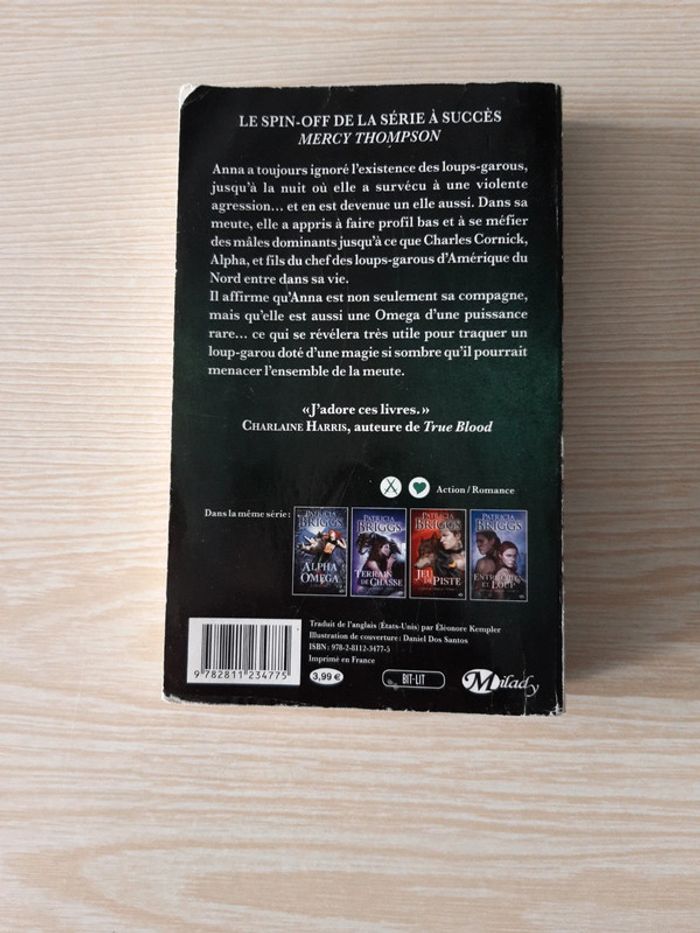 LE SPIN-OFF DE LA SÉRIE À SUCCÈS
MERCY THOMPSON
Anna a toujours ignoré l'existence des loups-garous,
jusqu'à la nuit où elle a survécu à une violente
agression... et en est devenue un elle aussi. Dans sa
meute, elle a appris à faire profil bas et à se méfier
des mâles dominants jusqu'à ce que Charles Cornick,
Alpha, et fils du chef des loups-garous d'Amérique du
Nord entre dans sa vie.
Il affirme qu'Anna est non seulement sa compagne,
mais qu'elle est aussi une Omega d'une puissance
rare... ce qui se révélera très utile pour traquer un
loup-garou doté d'une magie si sombre qu'il pourrait
menacer l'ensemble de la meute.
«J'adore ces livres.»
CHARLAINE HARRIS, auteure de True Blood
Action / Romance
Dans la même série :
PATRICIA BRIGGS
ALPHA OMEGA
PATRICIA BRIGGS
TERRAIN DE CHASSE
PATRICIA BRIGGS
JEU DE PISTE
PATRICIA BRIGGS
ENTRE CHIEN ET LOUP
Traduit de l'anglais (États-Unis) par Éléonore Kempler
Illustration de couverture : Daniel Dos Santos
ISBN : 978-2-8112-3477-5
Imprimé en France
9 782811 234775
3,99 €
BIT-LIT
Milady